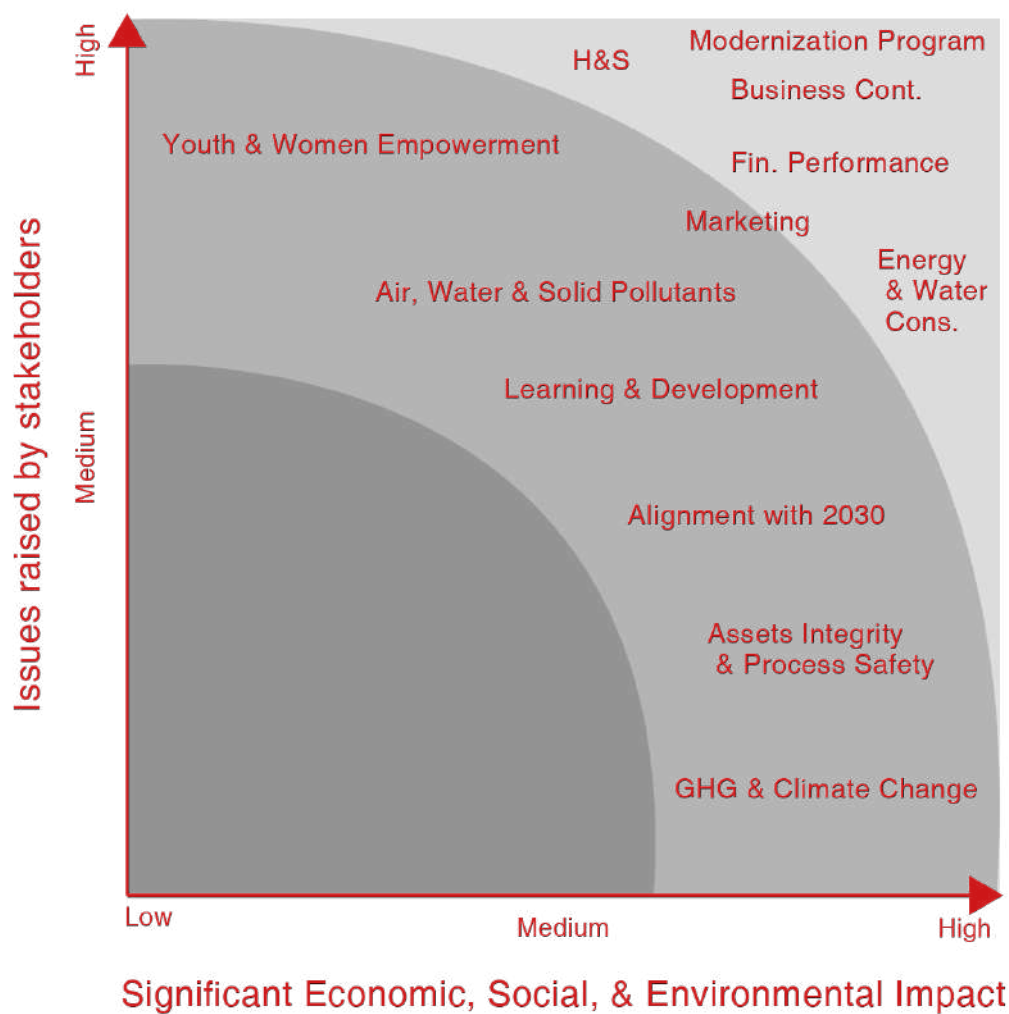 High
H&S
Modernization Program
Business Cont.
Youth & Women Empowerment
Fin. Performance
Marketing
Energy
& Water
Cons.
Air, Water & Solid Pollutants
Learning & Development
Issues raised by stakeholders
Medium
Alignment with 2030
Assets Integrity
& Process Safety
GHG & Climate Change
Low
Medium
High
Significant Economic, Social, & Environmental Impact